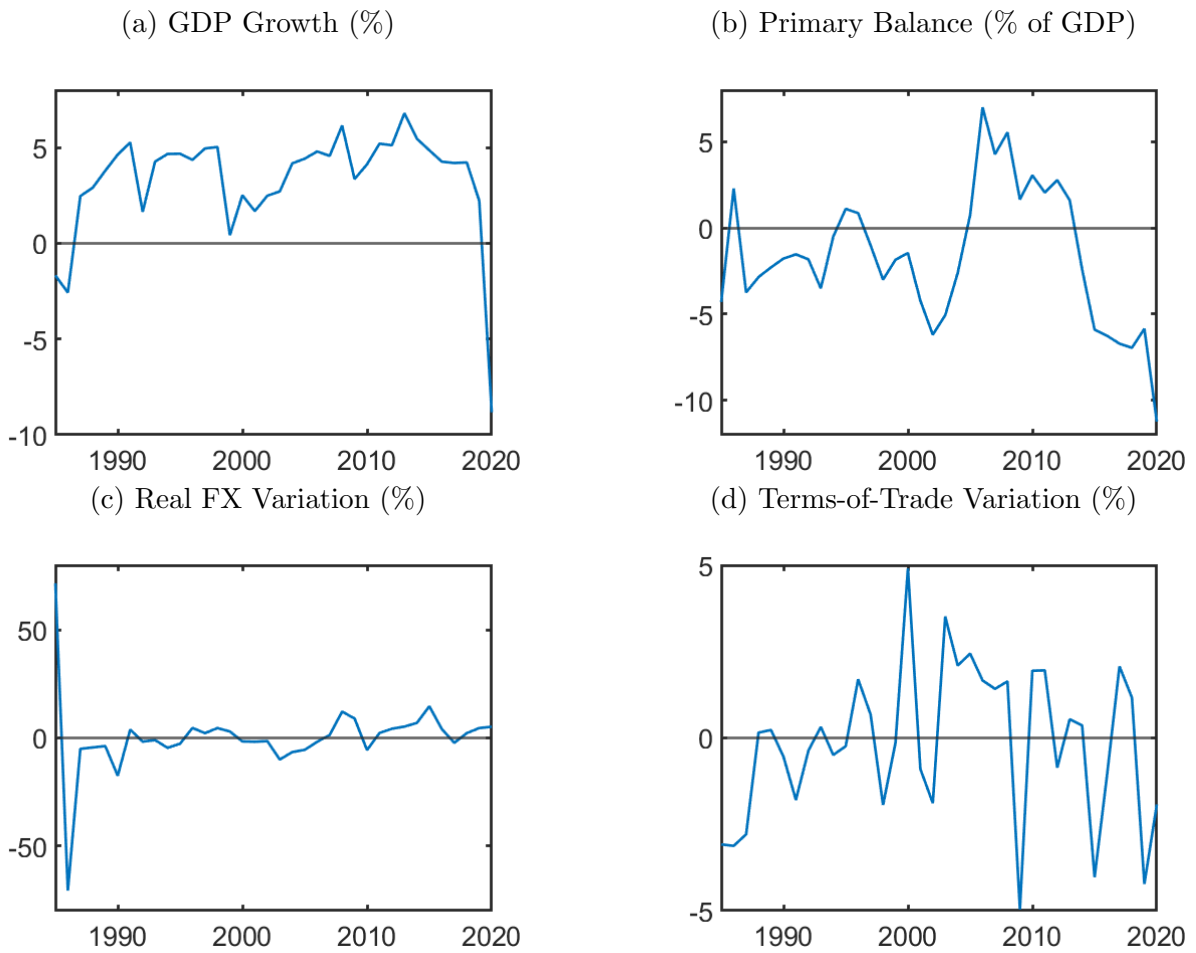 (a) GDP Growth (%)
5
0
-5
-10
1990 2000 2010 2020
(b) Primary Balance (% of GDP)
5
0
-5
-10
1990 2000 2010 2020
(c) Real FX Variation (%)
50
0
-50
1990 2000 2010 2020
(d) Terms-of-Trade Variation (%)
5
0
-5
1990 2000 2010 2020